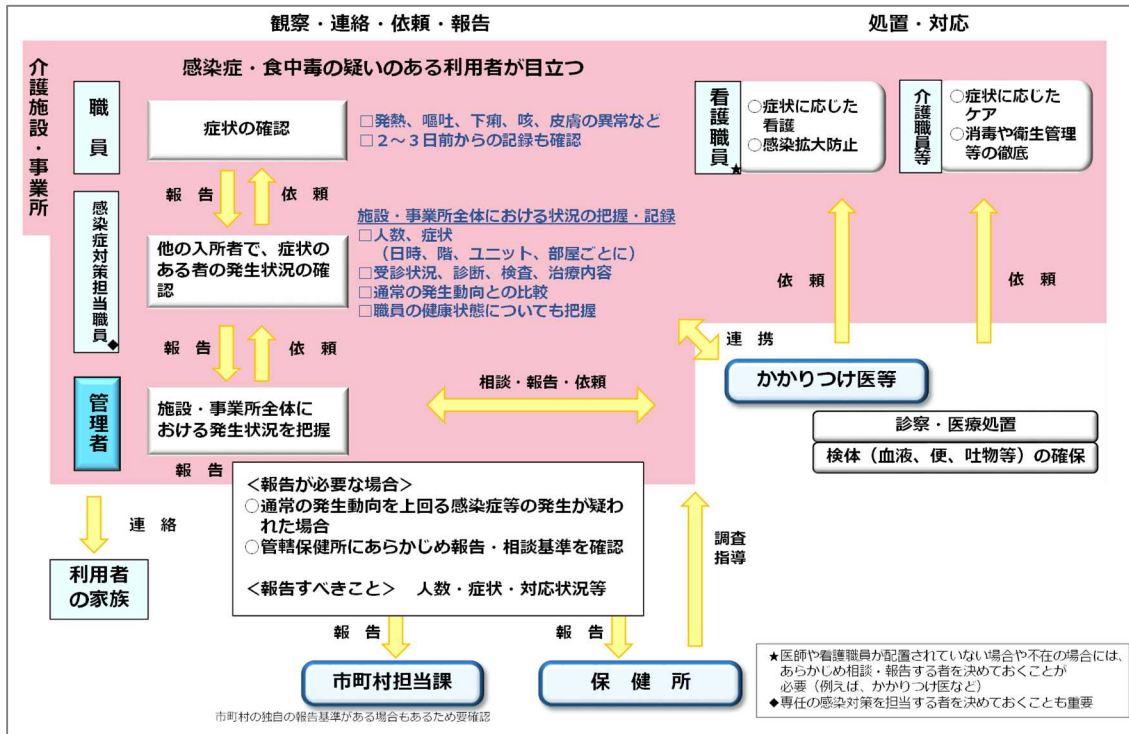 観察・連絡・依頼・報告
処置・対応
介護施設・事業所
感染症・食中毒の疑いのある利用者が目立つ
職員
症状の確認
□発熱、嘔吐、下痢、咳、皮膚の異常など
□２～３日前からの記録も確認
報 告
依 頼
感染症対策担当職員◆
他の入所者で、症状の
ある者の発生状況の確
認
施設・事業所全体における状況の把握・記録
□人数、症状
（日時、階、ユニット、部屋ごとに）
□受診状況、診断、検査、治療内容
□通常の発生動向との比較
□職員の健康状態についても把握
報 告
依 頼
管理者
施設・事業所全体に
おける発生状況を把握
相談・報告・依頼
看護職員★
○症状に応じた
看護
○感染拡大防止
介護職員等
○症状に応じた
ケア
○消毒や衛生管理
等の徹底
依 頼
依 頼
連 携
かかりつけ医等
診察・医療処置
検体（血液、便、吐物等）の確保
報 告
＜報告が必要な場合＞
○通常の発生動向を上回る感染症等の発生が疑わ
れた場合
○管轄保健所にあらかじめ報告・相談基準を確認
＜報告すべきこと＞ 人数・症状・対応状況等
連 絡
利用者
の家族
調査
指導
報 告
報 告
市町村担当課
保 健 所
市町村の独自の報告基準がある場合もあるため要確認
★医師や看護職員が配置されていない場合や不在の場合には、
あらかじめ相談・報告する者を決めておくことが
必要（例えば、かかりつけ医など）
◆専任の感染対策を担当する者を決めておくことも重要